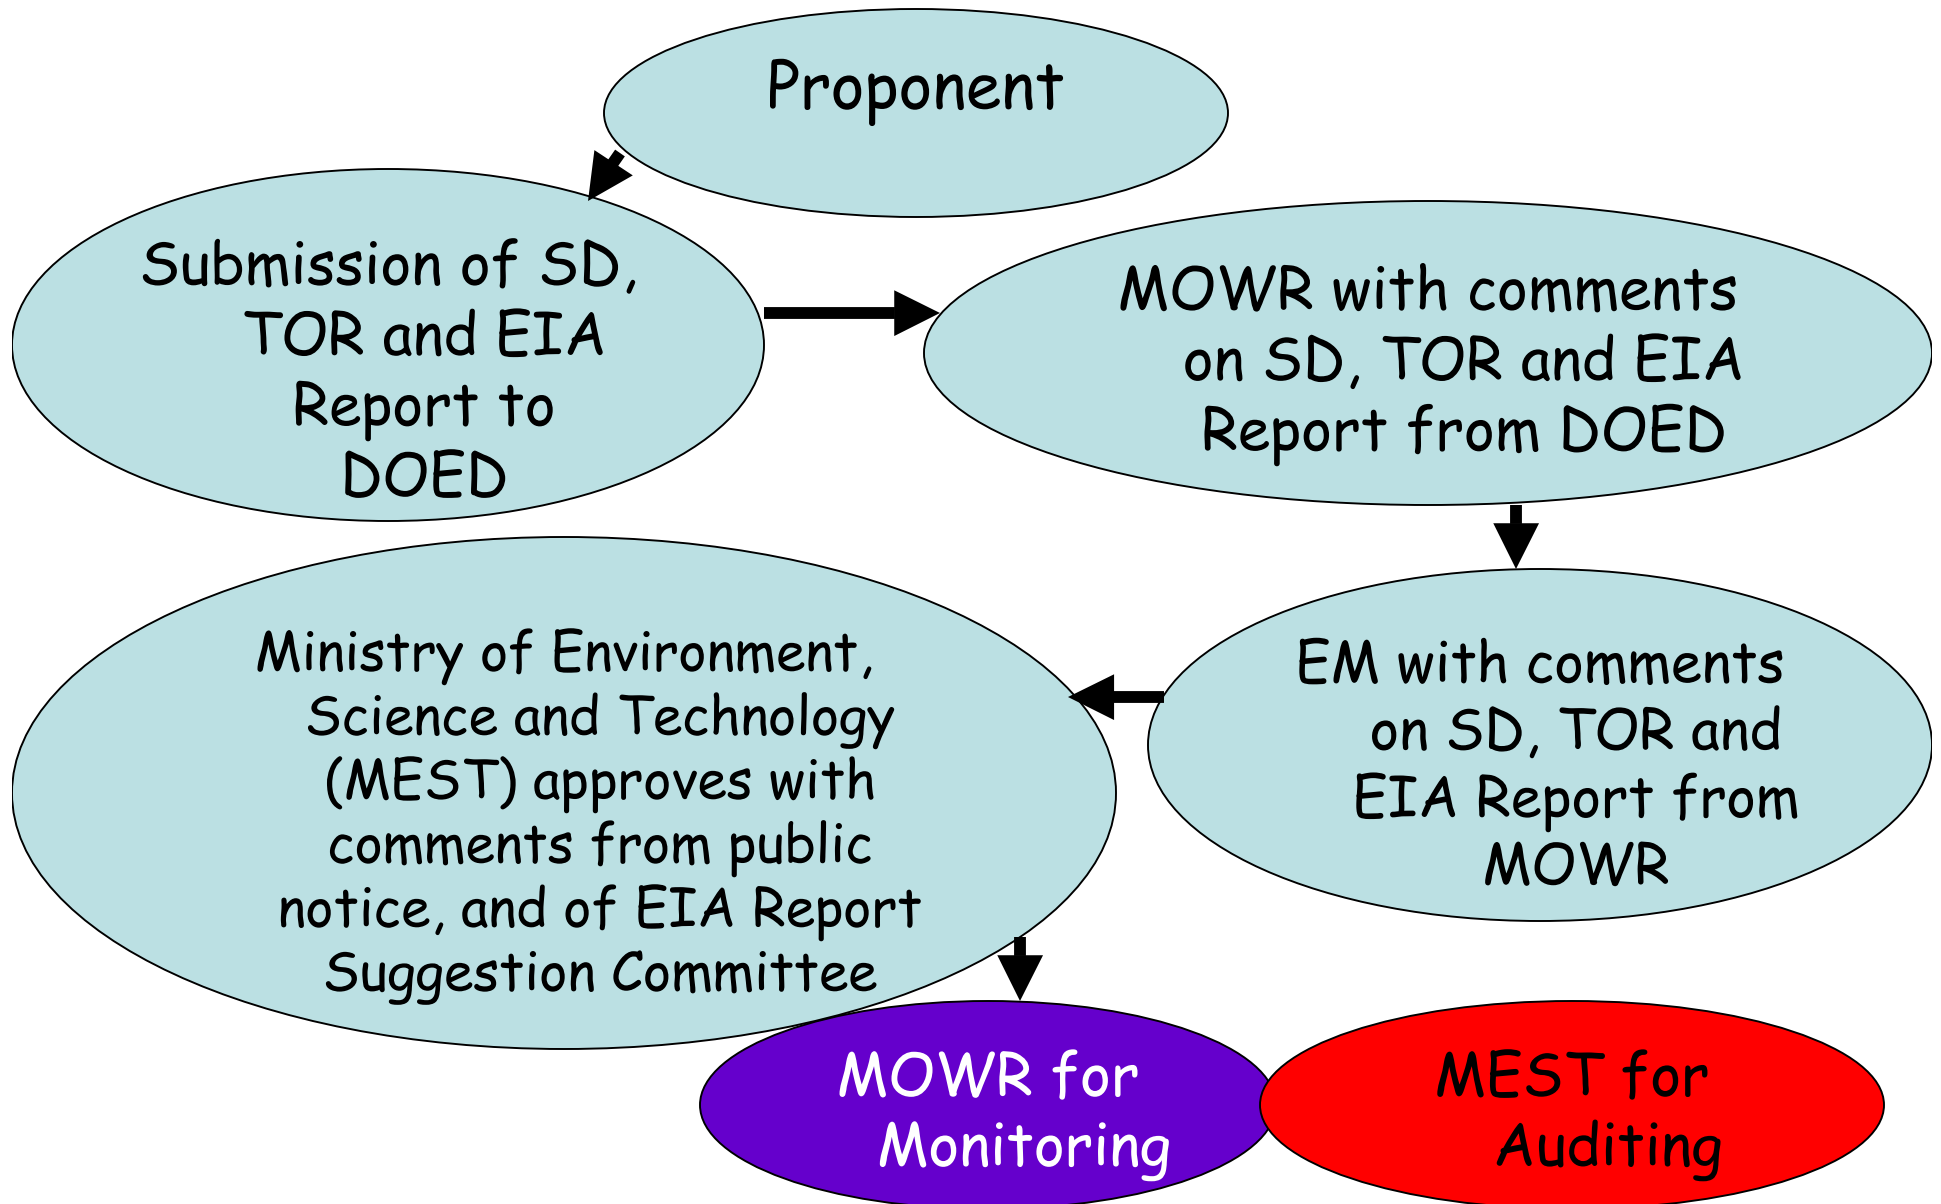 Proponent
Submission of SD,
TOR and EIA
Report to
DOED
MOWR with comments
on SD, TOR and EIA
Report from DOED
EM with comments
on SD, TOR and
EIA Report from
MOWR
Ministry of Environment,
Science and Technology
(MEST) approves with
comments from public
notice, and of EIA Report
Suggestion Committee
MOWR for
Monitoring
MEST for
Auditing